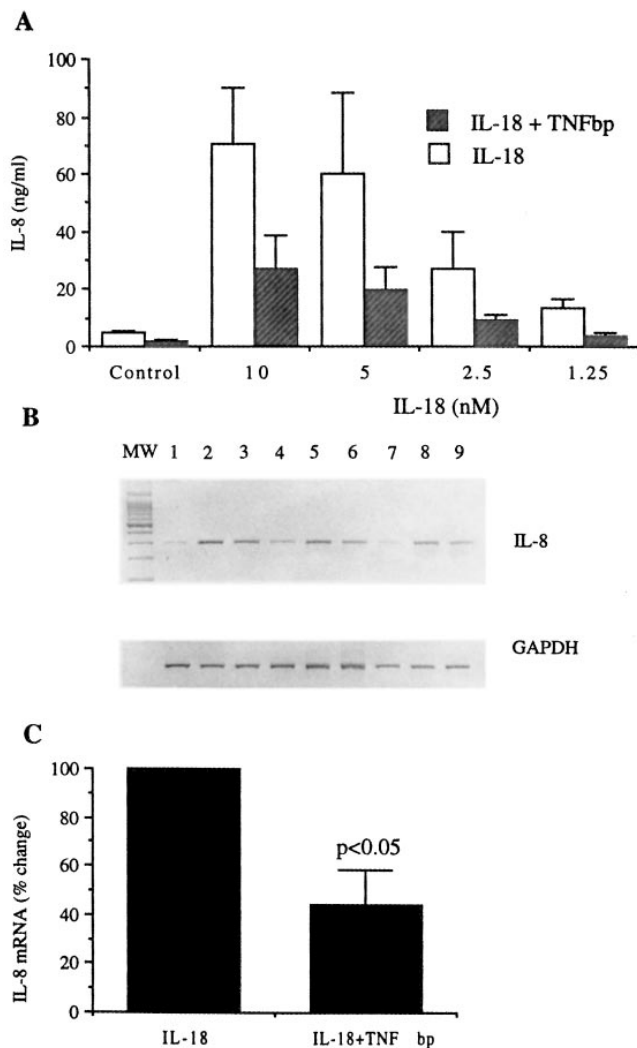 A
100
80
60
40
20
0
IL-8 (ng/ml)
IL-18 + TNFbp
IL-18
Control 10 5 2.5 1.25
IL-18 (nM)
B
MW 1 2 3 4 5 6 7 8 9
IL-8
GAPDH
C
100
80
60
40
20
0
IL-8 mRNA (% change)
p<0.05
IL-18 IL-18+TNF bp